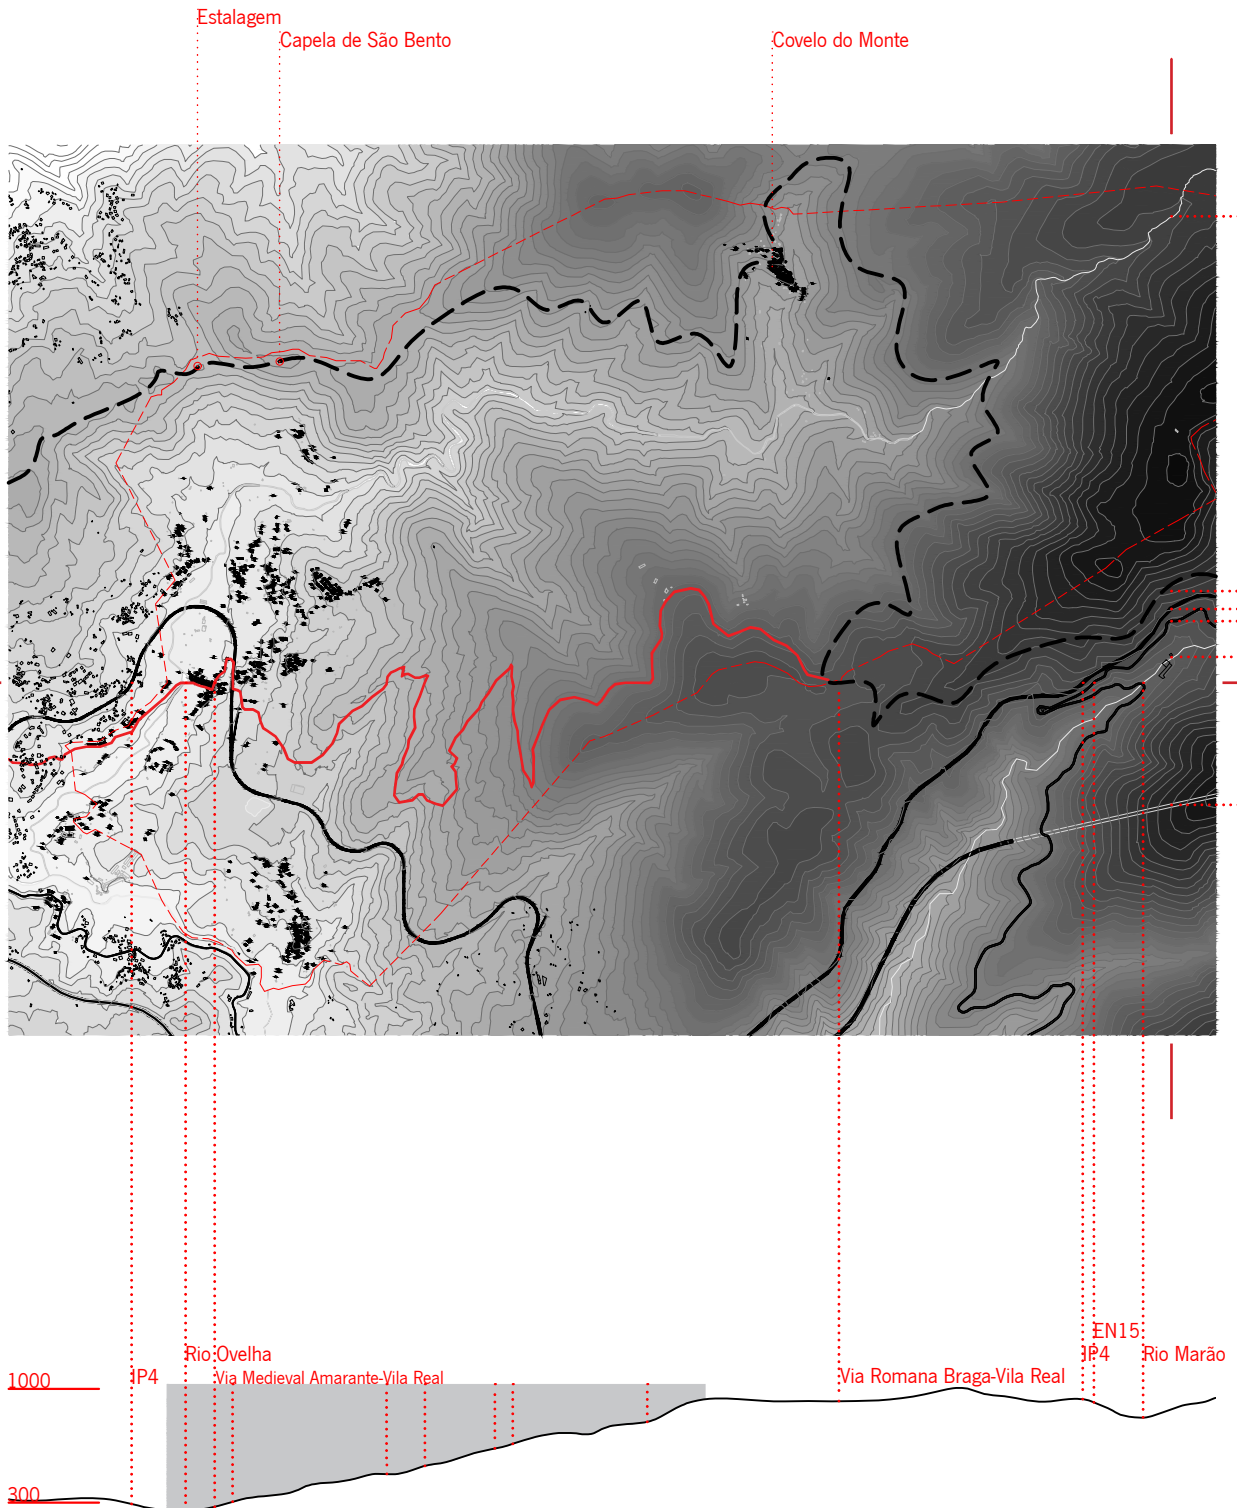 Estalagem
Capela de São Bento
Covelo do Monte
EN15
Rio Ovelha
IP4
Rio Marão
IP4
Via Medieval Amarante-Vila Real
Via Romana Braga-Vila Real
1000
300